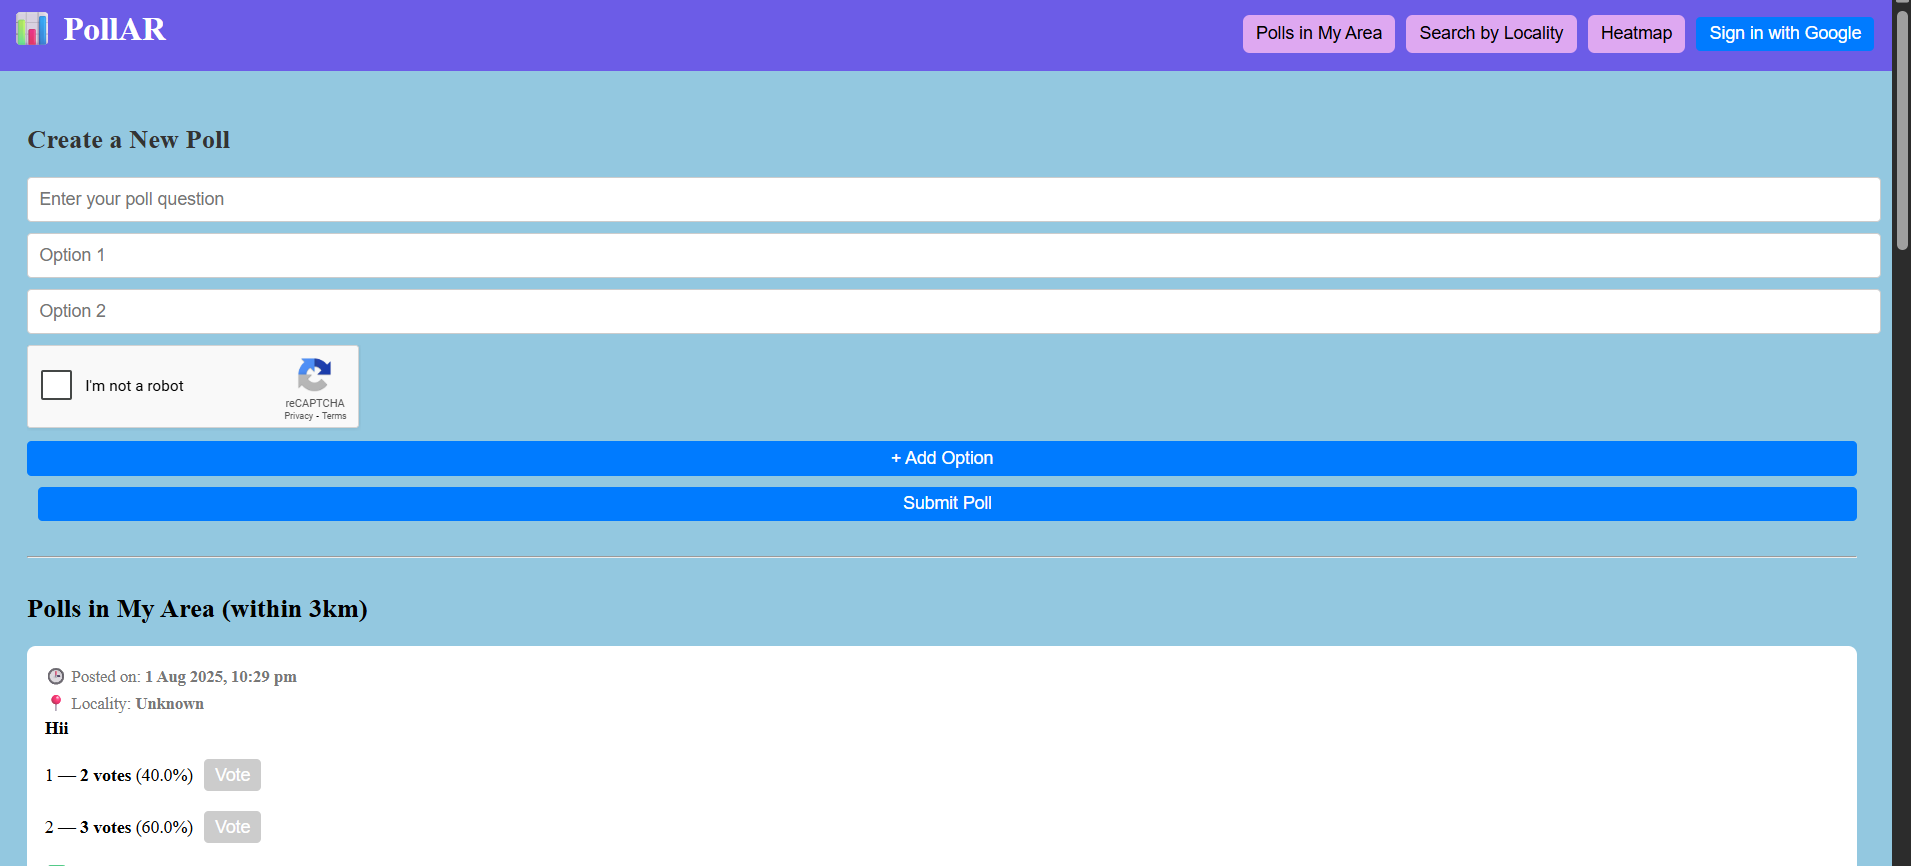 PollAR
Polls in My Area
Search by Locality
Heatmap
Sign in with Google
Create a New Poll
Enter your poll question
Option 1
Option 2
I'm not a robot
reCAPTCHA
Privacy - Terms
+ Add Option
Submit Poll
Polls in My Area (within 3km)
Posted on: 1 Aug 2025, 10:29 pm
Locality: Unknown
Hii
1 — 2 votes (40.0%) Vote
2 — 3 votes (60.0%) Vote